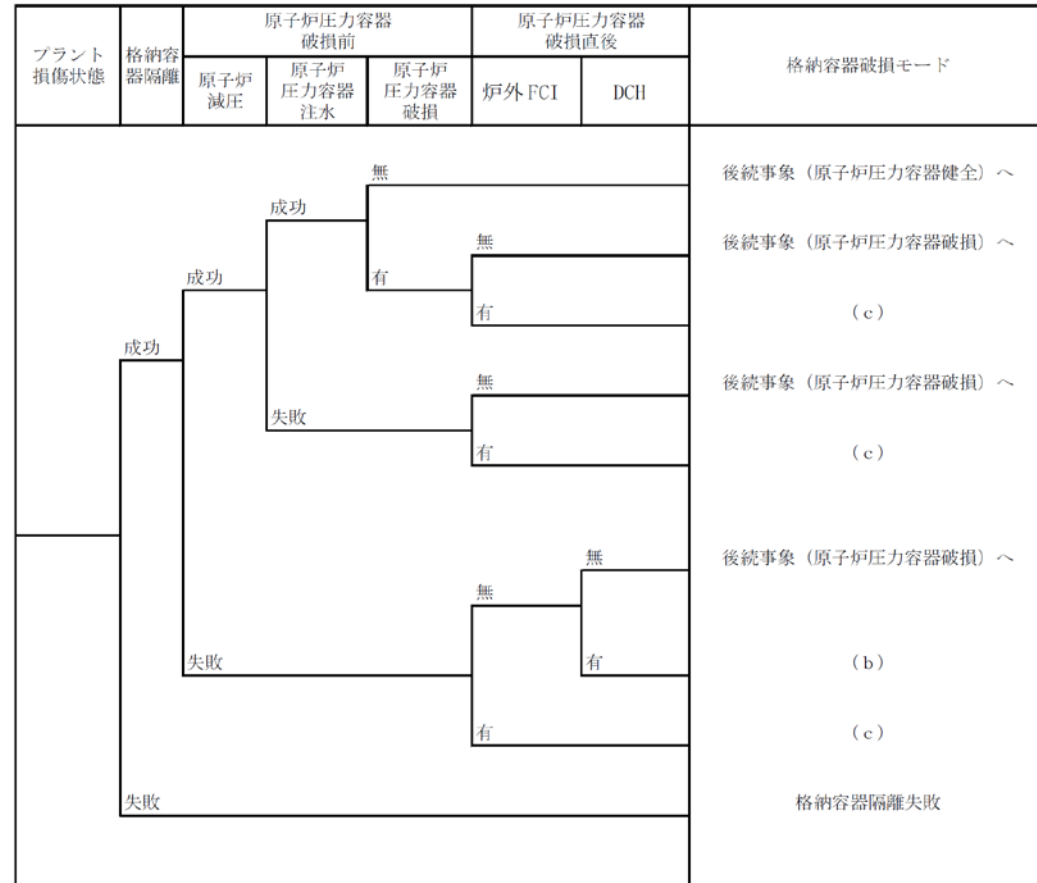 プラント
損傷状態
格納容
器隔離
原子炉圧力容器
破損前
原子炉圧力容器
破損直後
格納容器破損モード
原子炉
減圧
原子炉
圧力容器
注水
原子炉
圧力容器
破損
炉外FCI
DCH
無
後続事象（原子炉圧力容器健全）へ
成功
無
後続事象（原子炉圧力容器破損）へ
成功
有
有
（c）
成功
無
後続事象（原子炉圧力容器破損）へ
失敗
有
（c）
無
後続事象（原子炉圧力容器破損）へ
無
失敗
有
（b）
有
（c）
失敗
格納容器隔離失敗